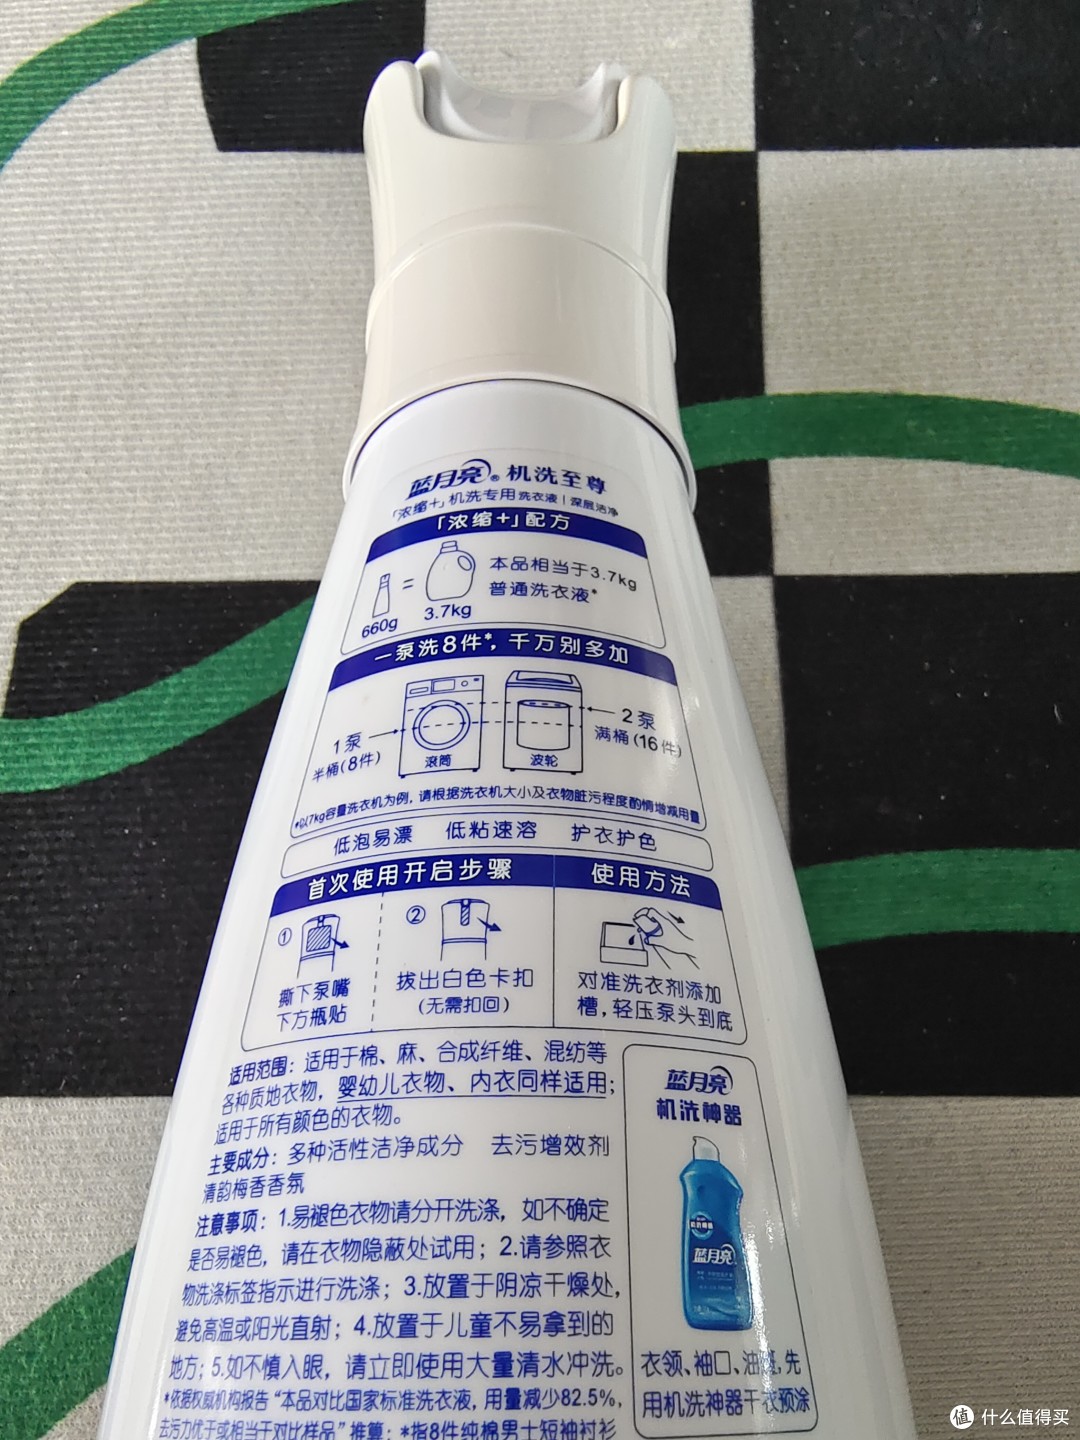 蓝月亮® 机洗至尊
「浓缩+」机洗专用 洗衣液 | 深层洁净
「浓缩+」配方
本品相当于3.7kg
普通洗衣液*
=
660g
3.7kg
一泵洗8件*，千万别多加
1泵
半桶(8件)
滚筒
波轮
2泵
满桶(16件)
*以7kg容量洗衣机为例，请根据洗衣机大小及衣物脏污程度酌情增减用量
低泡易漂 低粘速溶 护衣护色
首次使用开启步骤
①
撕下泵嘴
下方瓶贴
②
拔出白色卡扣
(无需扣回)
使用方法
对准洗衣剂添加
槽，轻压泵头到底
适用范围：适用于棉、麻、合成纤维、混纺等
各种质地衣物，婴幼儿衣物、内衣同样适用；
适用于所有颜色的衣物。
主要成分：多种活性洁净成分 去污增效剂
清韵梅香香氛
注意事项：1.易褪色衣物请分开洗涤，如不确定
是否易褪色，请在衣物隐蔽处试用；2.请参照衣
物洗涤标签指示进行洗涤；3.放置于阴凉干燥处，
避免高温或阳光直射；4.放置于儿童不易拿到的
地方；5.如不慎入眼，请立即使用大量清水冲洗。
*依据权威机构报告“本品对比国家标准洗衣液，用量减少82.5%，
去污力优于或相当于对比样品”推算；*指8件纯棉男士短袖衬衫
蓝月亮
机洗神器
蓝月亮
衣领、袖口、油斑，先
用机洗神器干衣预涂
值 什么值得买